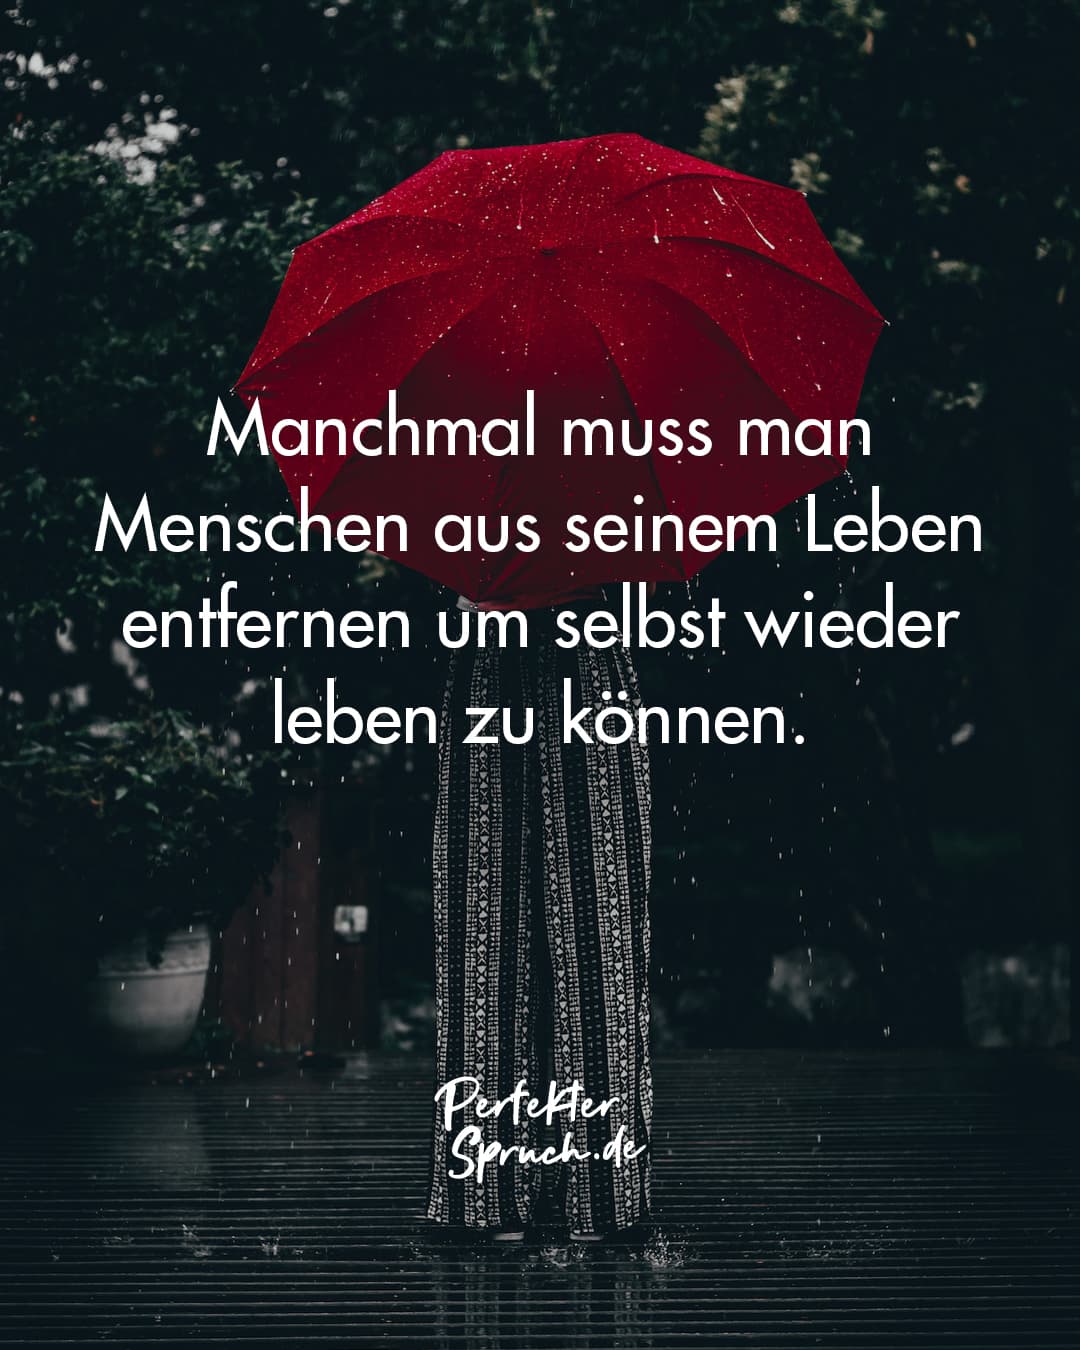 Manchmal muss man
Menschen aus seinem Leben
entfernen um selbst wieder
leben zu können.
Perfekter
Spruch.de